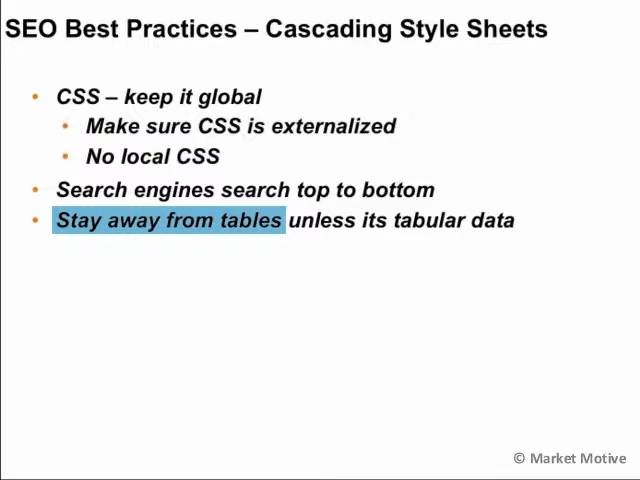 SEO Best Practices – Cascading Style Sheets
• CSS – keep it global
• Make sure CSS is externalized
• No local CSS
• Search engines search top to bottom
• Stay away from tables unless its tabular data
© Market Motive